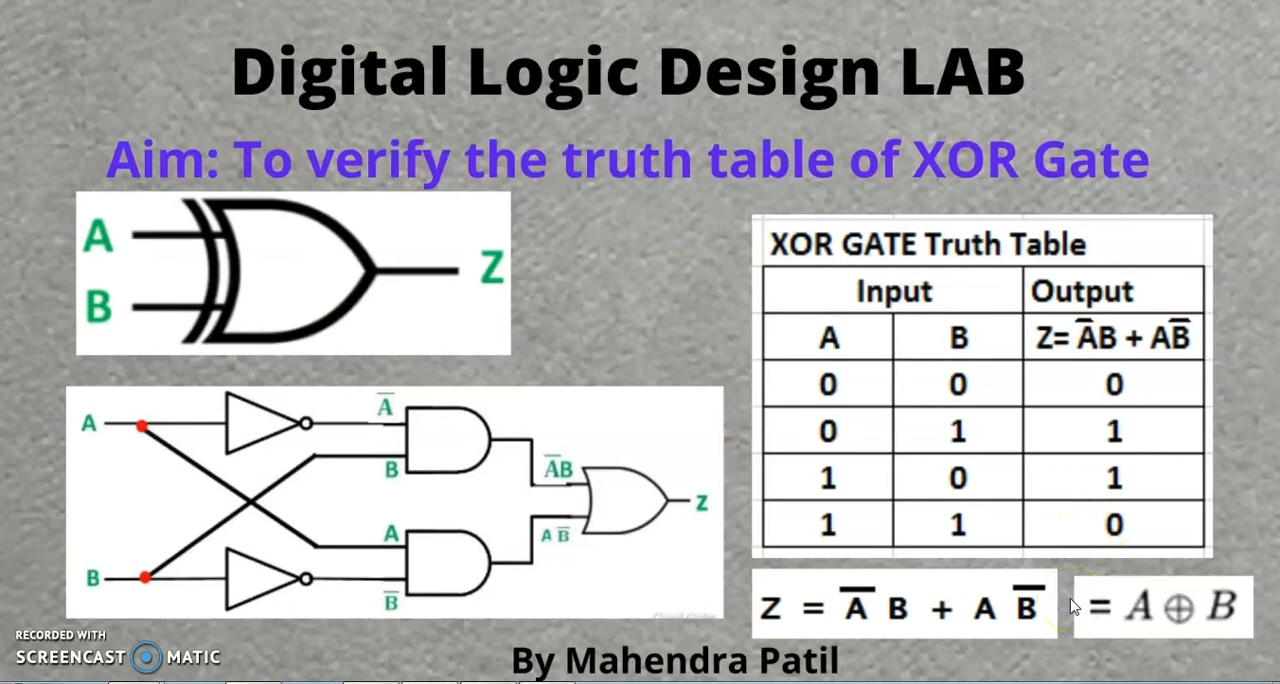 Digital Logic Design LAB
Aim: To verify the truth table of XOR Gate
A
B
Z
XOR GATE Truth Table
Input Output
A B Z= A̅B + AB̅
0 0 0
0 1 1
1 0 1
1 1 0
A
A̅
B
A̅B
Z
A
AB̅
B
B̅
Z = A̅ B + A B̅ = A ⊕ B
RECORDED WITH
SCREENCAST MATIC
By Mahendra Patil